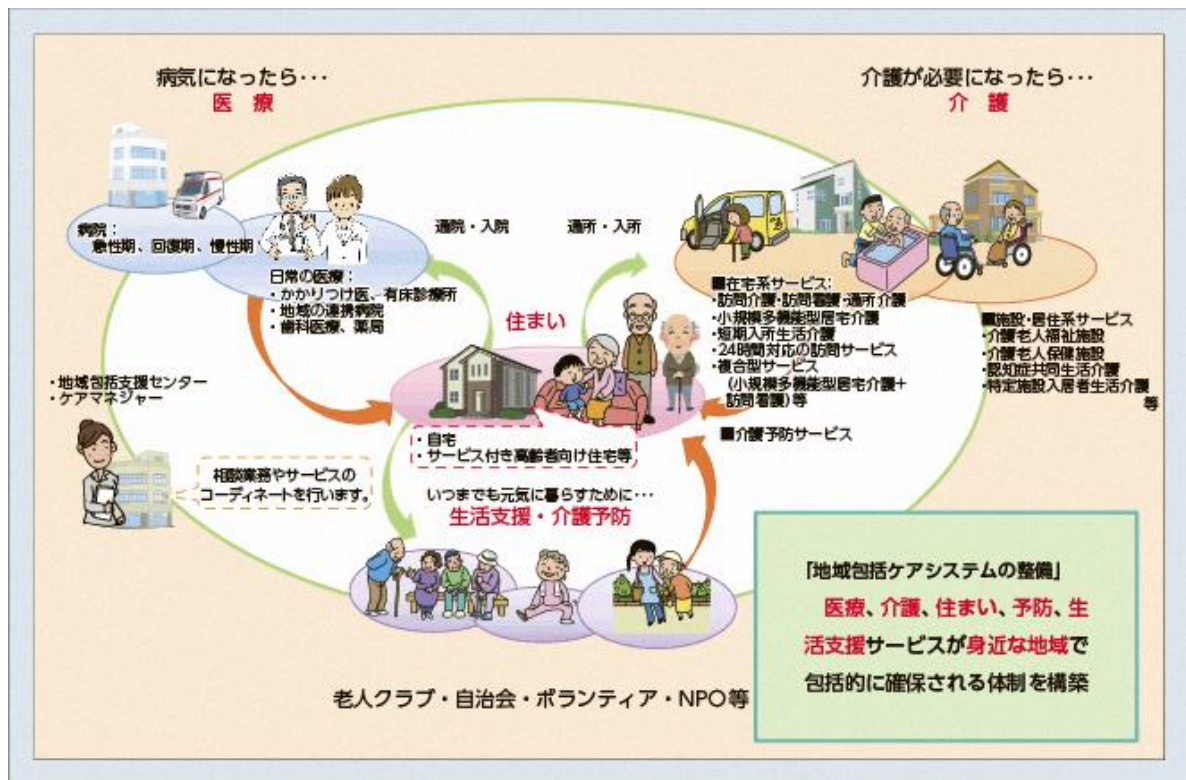 病気になったら･･･
医 療
介護が必要になったら･･･
介 護
病院：
急性期、回復期、慢性期
日常の医療：
・かかりつけ医、有床診療所
・地域の連携病院
・歯科医療、薬局
通院・入院
通所・入所
住まい
・自宅
・サービス付き高齢者向け住宅等
■在宅系サービス：
・訪問介護・訪問看護・通所介護
・小規模多機能型居宅介護
・短期入所生活介護
・24時間対応の訪問サービス
・複合型サービス
（小規模多機能型居宅介護＋
訪問看護）等
■介護予防サービス
■施設・居住系サービス
・介護老人福祉施設
・介護老人保健施設
・認知症共同生活介護
・特定施設入居者生活介護
等
・地域包括支援センター
・ケアマネジャー
相談業務やサービスの
コーディネートを行います。
いつまでも元気に暮らすために･･･
生活支援・介護予防
老人クラブ・自治会・ボランティア・NPO等
「地域包括ケアシステムの整備」
医療、介護、住まい、予防、生
活支援サービスが身近な地域で
包括的に確保される体制を構築